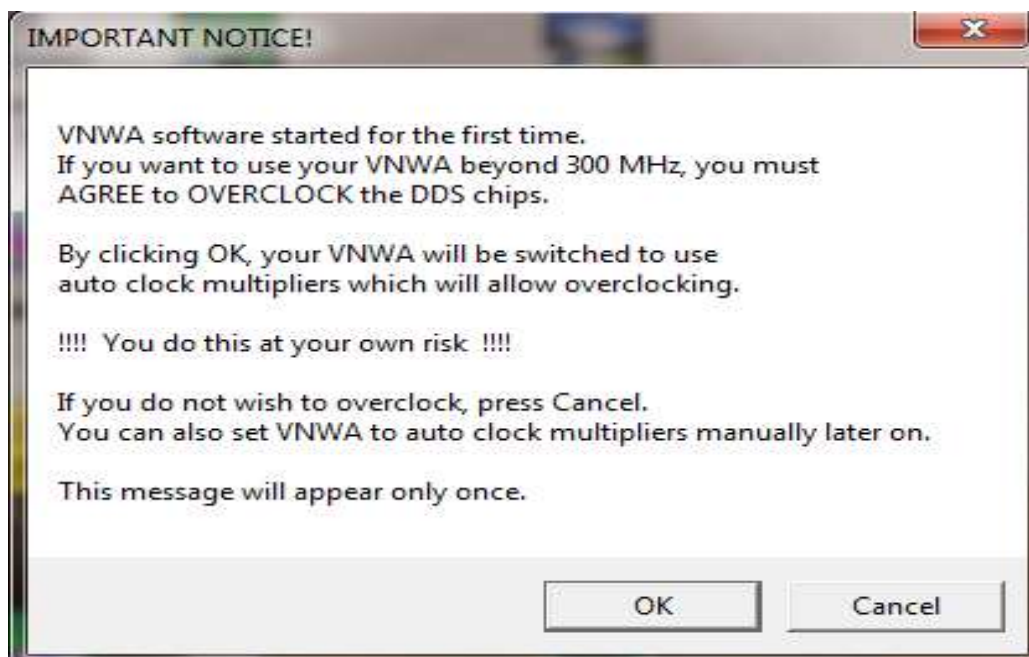 IMPORTANT NOTICE!
VNWA software started for the first time.
If you want to use your VNWA beyond 300 MHz, you must
AGREE to OVERCLOCK the DDS chips.
By clicking OK, your VNWA will be switched to use
auto clock multipliers which will allow overclocking.
!!!! You do this at your own risk !!!!
If you do not wish to overclock, press Cancel.
You can also set VNWA to auto clock multipliers manually later on.
This message will appear only once.
OK Cancel